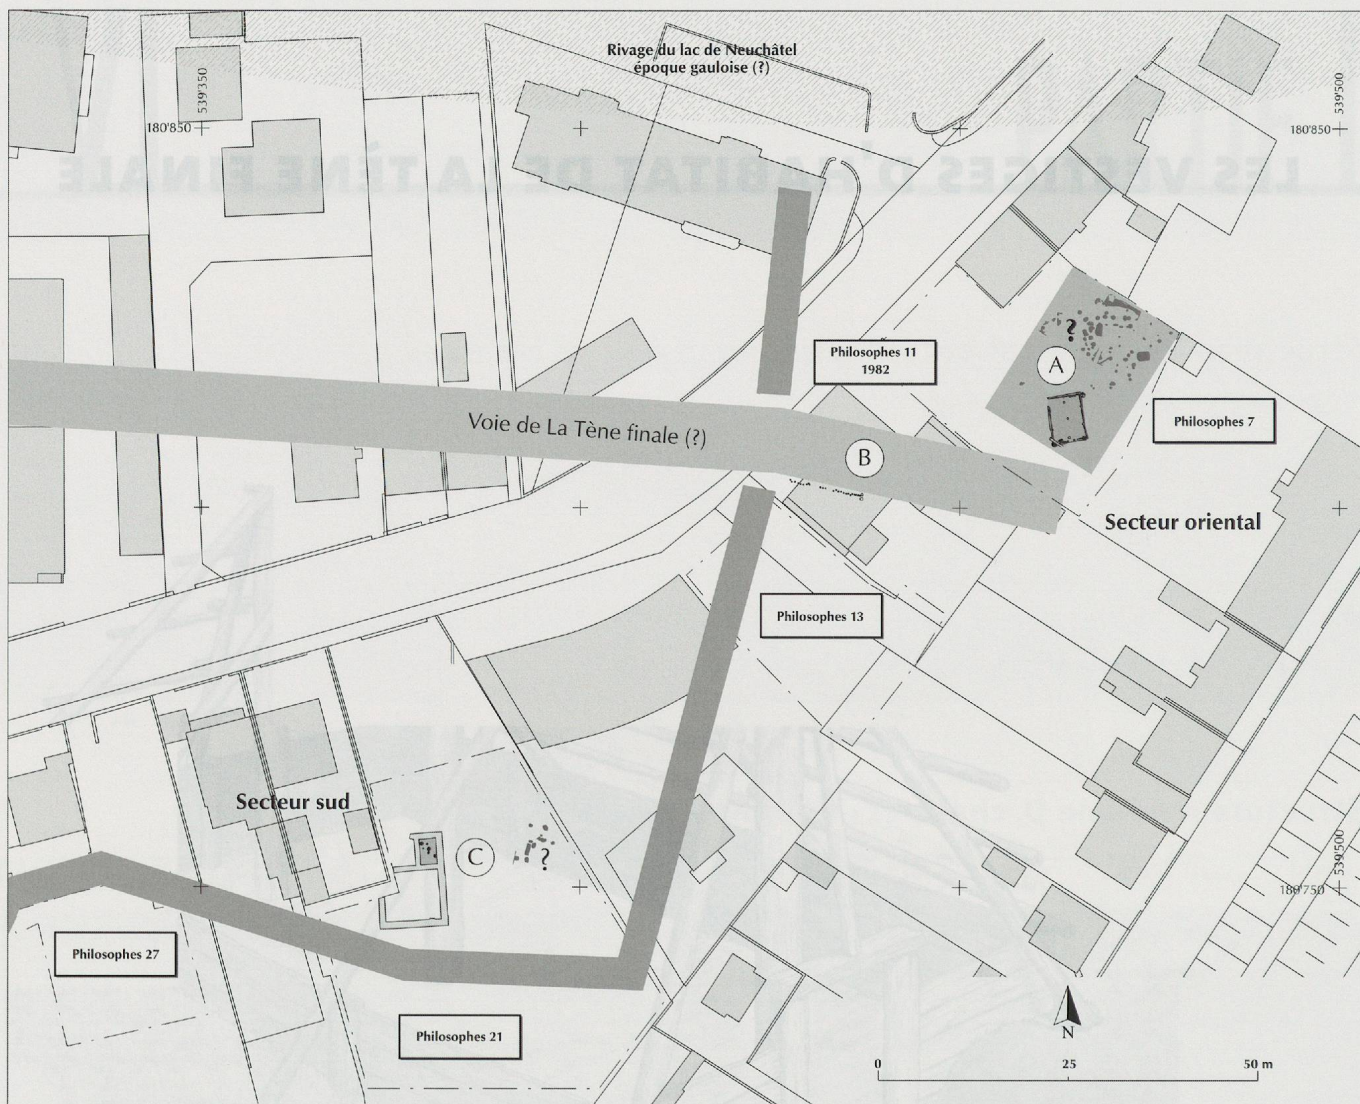 Rivage du lac de Neuchâtel
époque gauloise (?)
539'350
539'500
180'850
180'850
LES VESTIGES D'HABITAT DE LA TÈNE FINALE
Philosophes 11
1982
?
A
Philosophes 7
Voie de La Tène finale (?)
B
Secteur oriental
Philosophes 13
Secteur sud
C
?
539'500
180'750
Philosophes 27
Philosophes 21
N
0 25 50 m